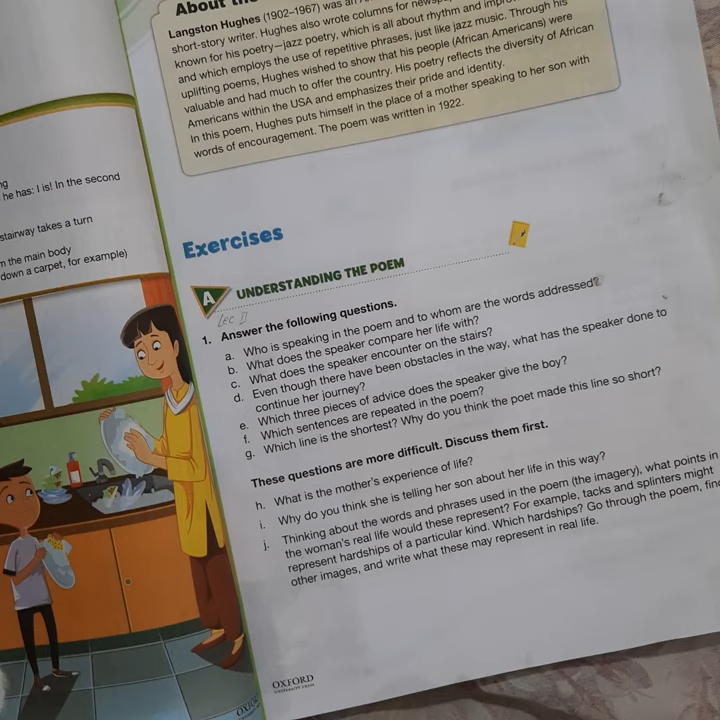 ng
he has: I is! In the second
stairway takes a turn
the main body
down a carpet, for example)
About the
Langston Hughes (1902–1967) was an
short-story writer. Hughes also wrote columns for
known for his poetry—jazz poetry, which is all about rhythm and
and which employs the use of repetitive phrases, just like jazz music. Through his
uplifting poems, Hughes wished to show that his people (African Americans) were
valuable and had much to offer the country. His poetry reflects the diversity of African
Americans within the USA and emphasizes their pride and identity.
In this poem, Hughes puts himself in the place of a mother speaking to her son with
words of encouragement. The poem was written in 1922.
Exercises
A UNDERSTANDING THE POEM
1. Answer the following questions.
a. Who is speaking in the poem and to whom are the words addressed?
b. What does the speaker compare her life with?
c. What does the speaker encounter on the stairs?
d. Even though there have been obstacles in the way, what has the speaker done to
continue her journey?
e. Which three pieces of advice does the speaker give the boy?
f. Which sentences are repeated in the poem?
g. Which line is the shortest? Why do you think the poet made this line so short?
These questions are more difficult. Discuss them first.
h. What is the mother's experience of life?
i. Why do you think she is telling her son about her life in this way?
j. Thinking about the words and phrases used in the poem (the imagery), what points in
the woman's real life would these represent? For example, tacks and splinters might
represent hardships of a particular kind. Which hardships? Go through the poem, find
other images, and write what these may represent in real life.
OXFORD
UNIVERSITY PRESS